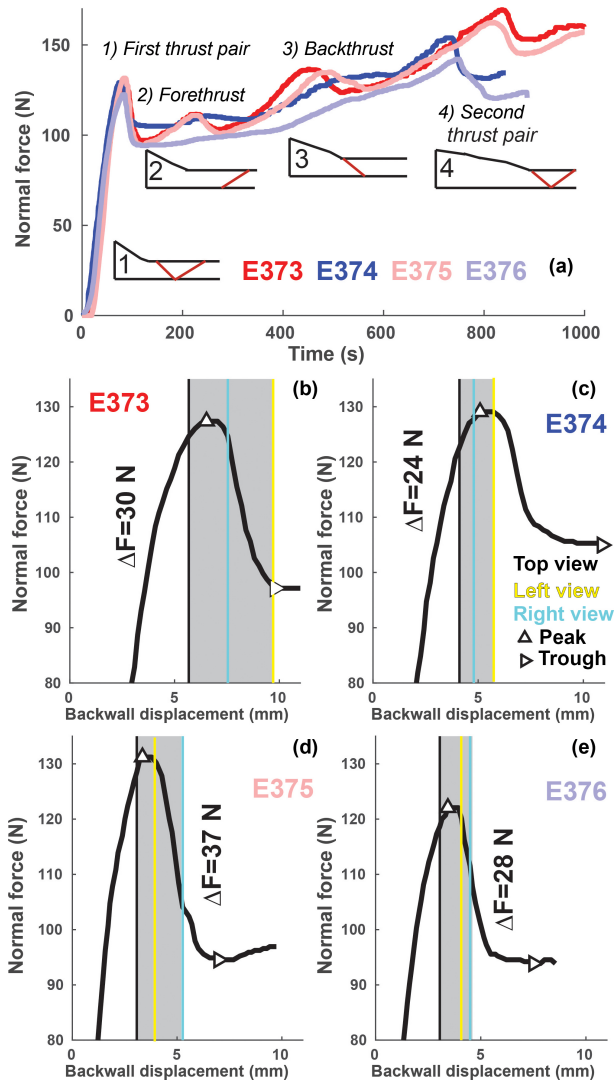 200
150
100
50
0
Normal force (N)
1) First thrust pair
2) Forethrust
3) Backthrust
4) Second
thrust pair
2
3
4
1
E373 E374 E375 E376
(a)
0 200 400 600 800 1000
Time (s)
(b)
E373
130
120
110
100
90
80
Normal force (N)
ΔF=30 N
0 5 10
Backwall displacement (mm)
(c)
E374
130
120
110
100
90
80
Normal force (N)
ΔF=24 N
Top view
Left view
Right view
Peak
Trough
0 5 10
Backwall displacement (mm)
(d)
E375
130
120
110
100
90
80
Normal force (N)
ΔF=37 N
0 5 10
Backwall displacement (mm)
(e)
E376
130
120
110
100
90
80
Normal force (N)
ΔF=28 N
0 5 10
Backwall displacement (mm)